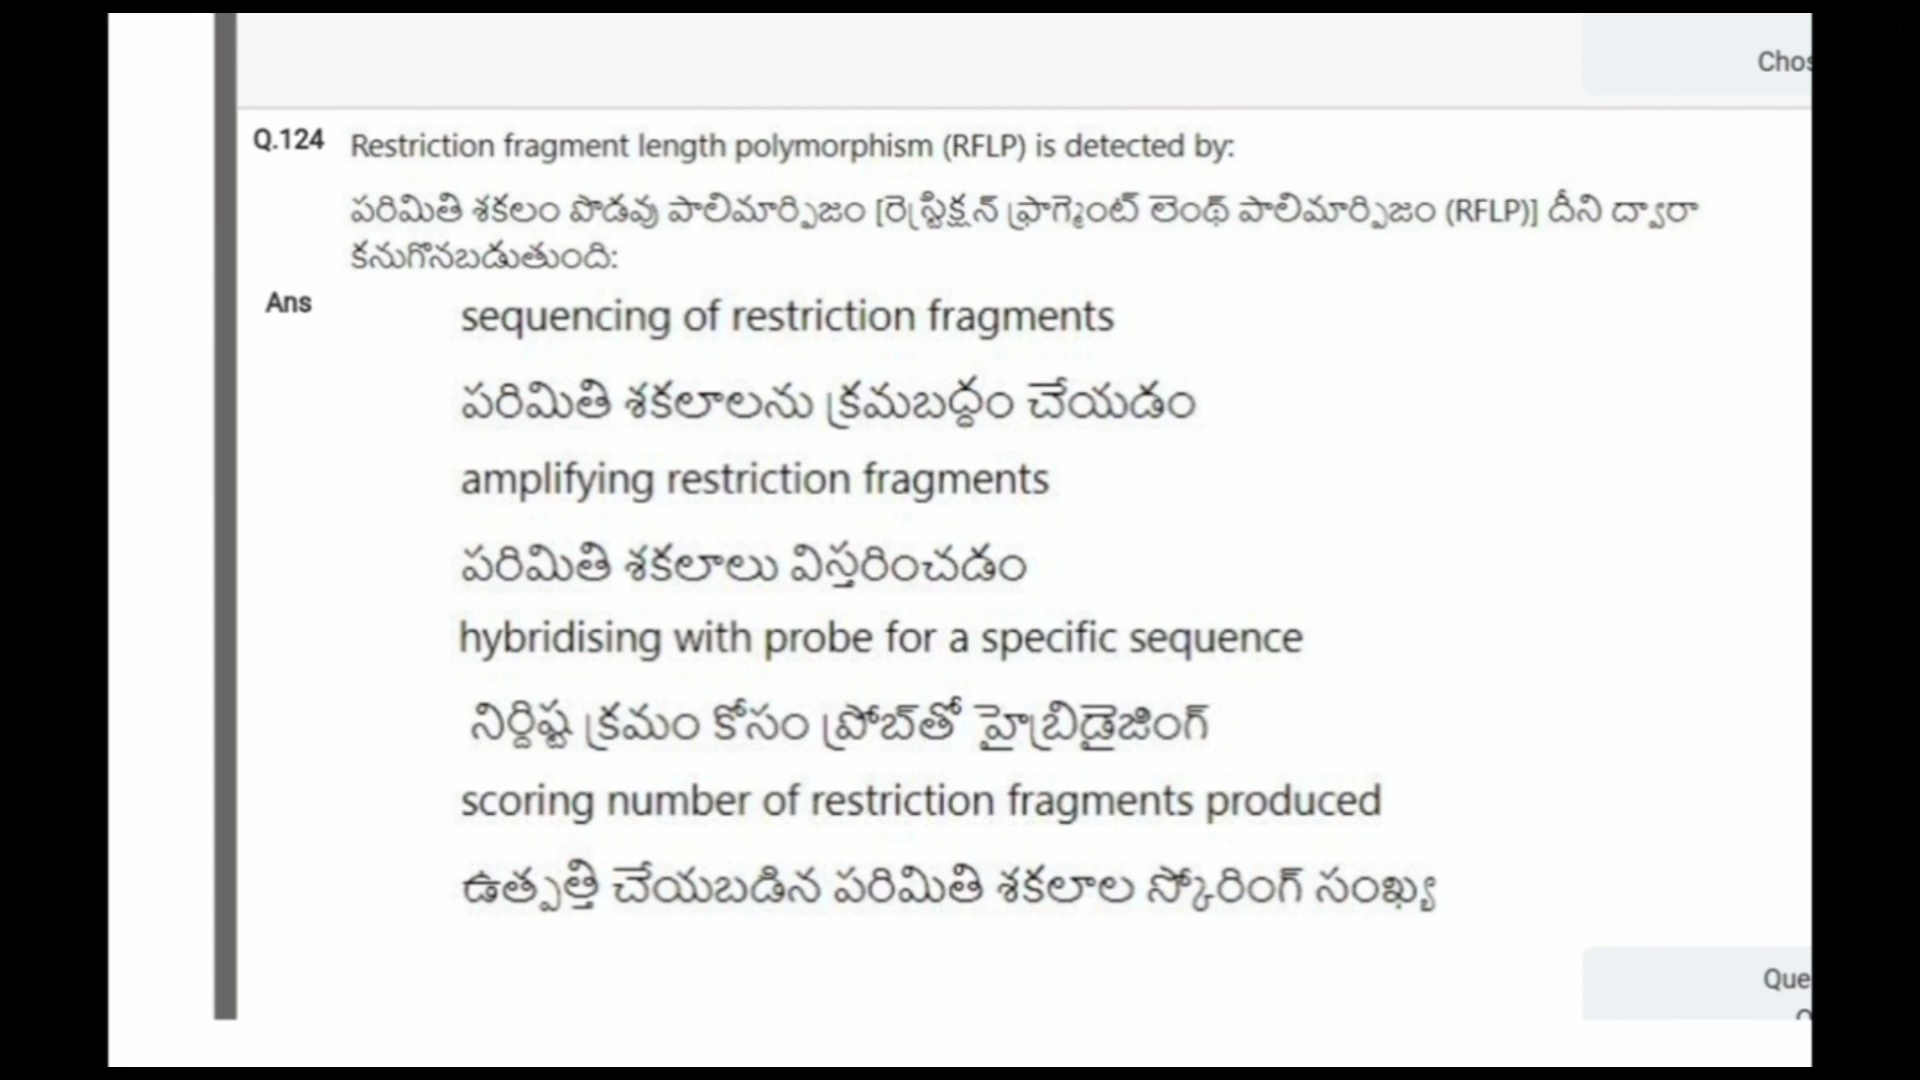 Chos
Q.124 Restriction fragment length polymorphism (RFLP) is detected by:
పరిమితి శకలం పొడవు పాలిమార్ఫిజం [రెస్ట్రిక్షన్ ఫ్రాగ్మెంట్ లెంథ్ పాలిమార్ఫిజం (RFLP)] దీని ద్వారా
కనుగొనబడుతుంది:
Ans sequencing of restriction fragments
పరిమితి శకలాలను క్రమబద్ధం చేయడం
amplifying restriction fragments
పరిమితి శకలాలు విస్తరించడం
hybridising with probe for a specific sequence
నిర్దిష్ట క్రమం కోసం ప్రోబ్‌తో హైబ్రిడైజింగ్
scoring number of restriction fragments produced
ఉత్పత్తి చేయబడిన పరిమితి శకలాల స్కోరింగ్ సంఖ్య
Que